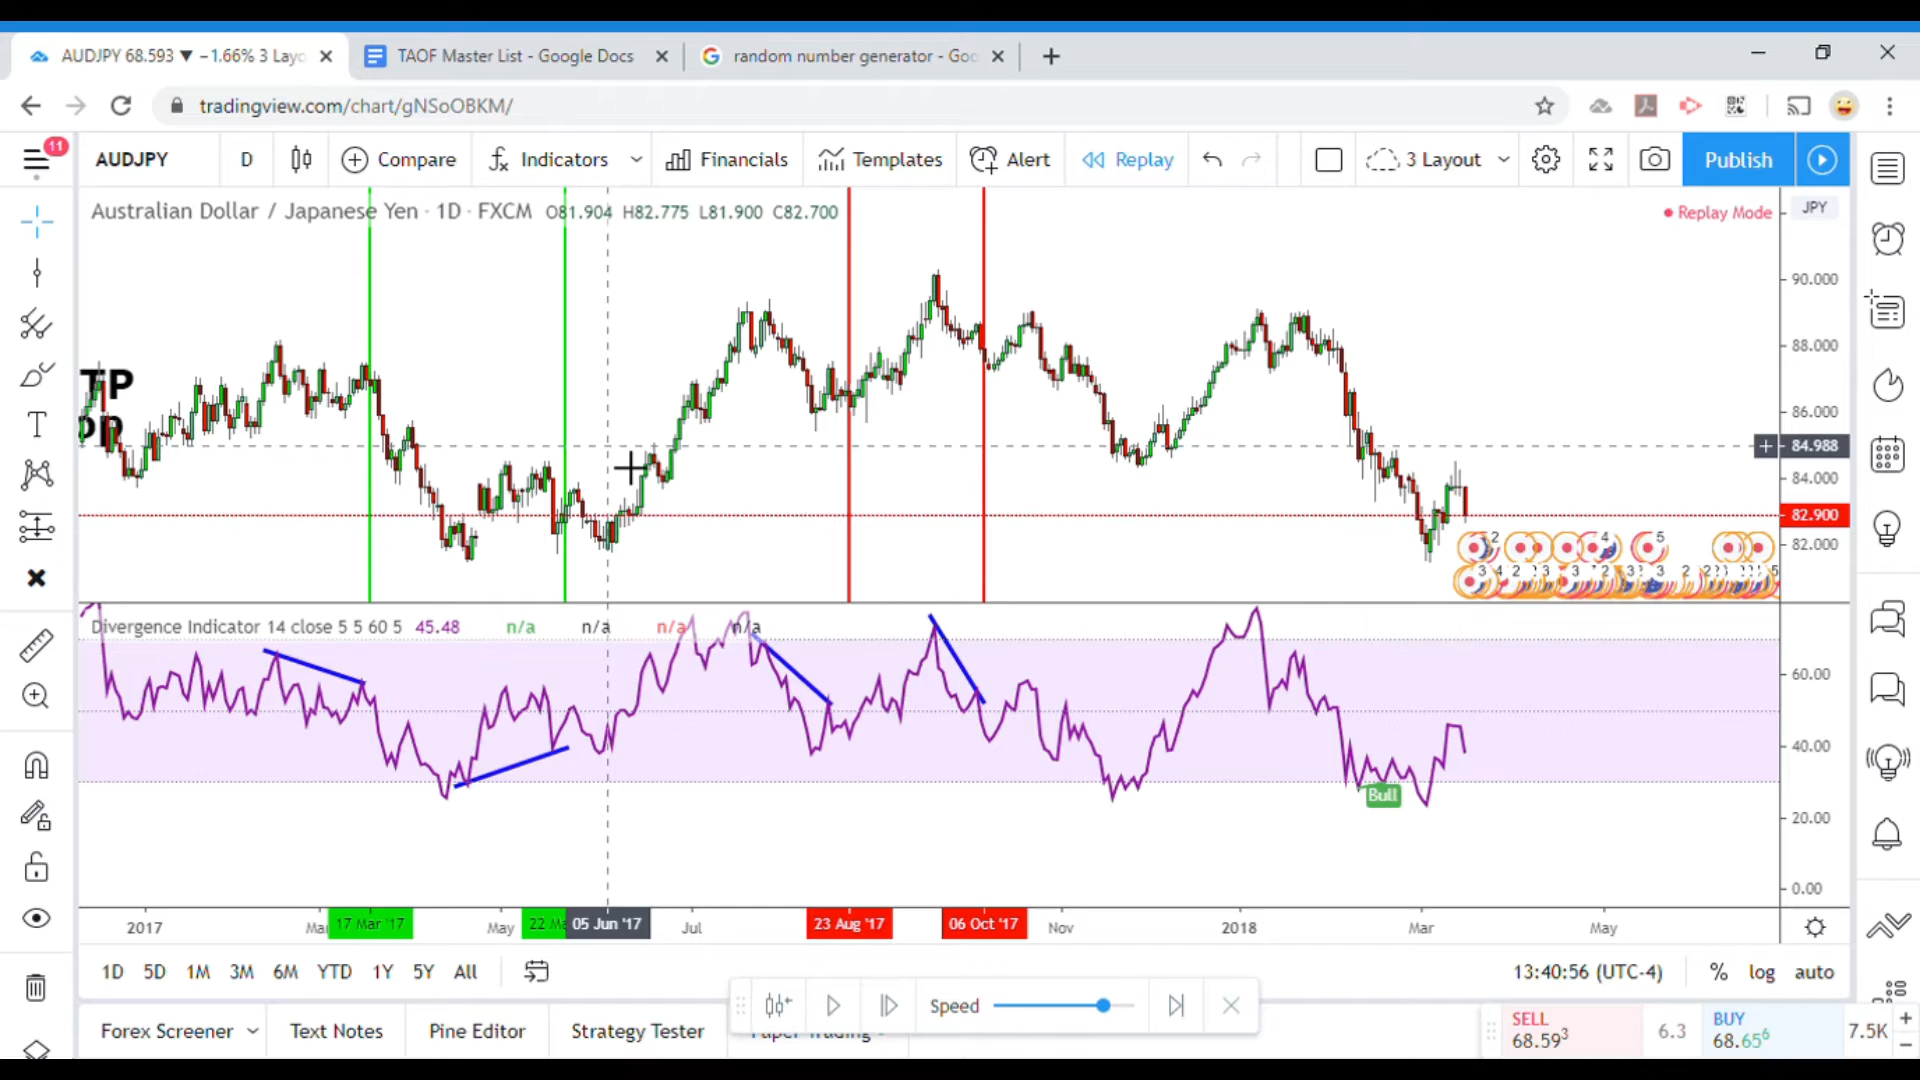 AUDJPY 68.593 ▼ −1.66% 3 Layo
TAOF Master List - Google Docs
random number generator - Goo
tradingview.com/chart/gNSoOBKM/
11
AUDJPY
D
Compare
Indicators
Financials
Templates
Alert
Replay
3 Layout
Publish
Australian Dollar / Japanese Yen · 1D · FXCM O81.904 H82.775 L81.900 C82.700
Replay Mode
JPY
90.000
88.000
86.000
84.988
84.000
82.900
82.000
TP
Divergence Indicator 14 close 5 5 60 5 45.48 n/a n/a n/a n/a
60.00
40.00
20.00
0.00
Bull
2017
17 Mar '17
May
05 Jun '17
Jul
23 Aug '17
06 Oct '17
Nov
2018
Mar
May
1D 5D 1M 3M 6M YTD 1Y 5Y All
13:40:56 (UTC-4)
% log auto
Speed
Forex Screener
Text Notes
Pine Editor
Strategy Tester
Paper Trading
SELL
68.593
6.3
BUY
68.656
7.5K